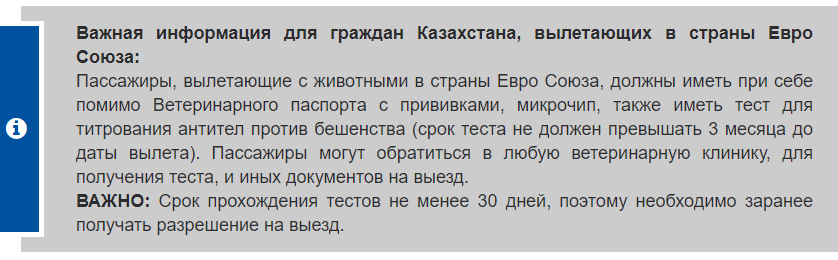 Важная информация для граждан Казахстана, вылетающих в страны Евро
Союза:
Пассажиры, вылетающие с животными в страны Евро Союза, должны иметь при себе
помимо Ветеринарного паспорта с прививками, микрочип, также иметь тест для
титрования антител против бешенства (срок теста не должен превышать 3 месяца до
даты вылета). Пассажиры могут обратиться в любую ветеринарную клинику, для
получения теста, и иных документов на выезд.
ВАЖНО: Срок прохождения тестов не менее 30 дней, поэтому необходимо заранее
получать разрешение на выезд.